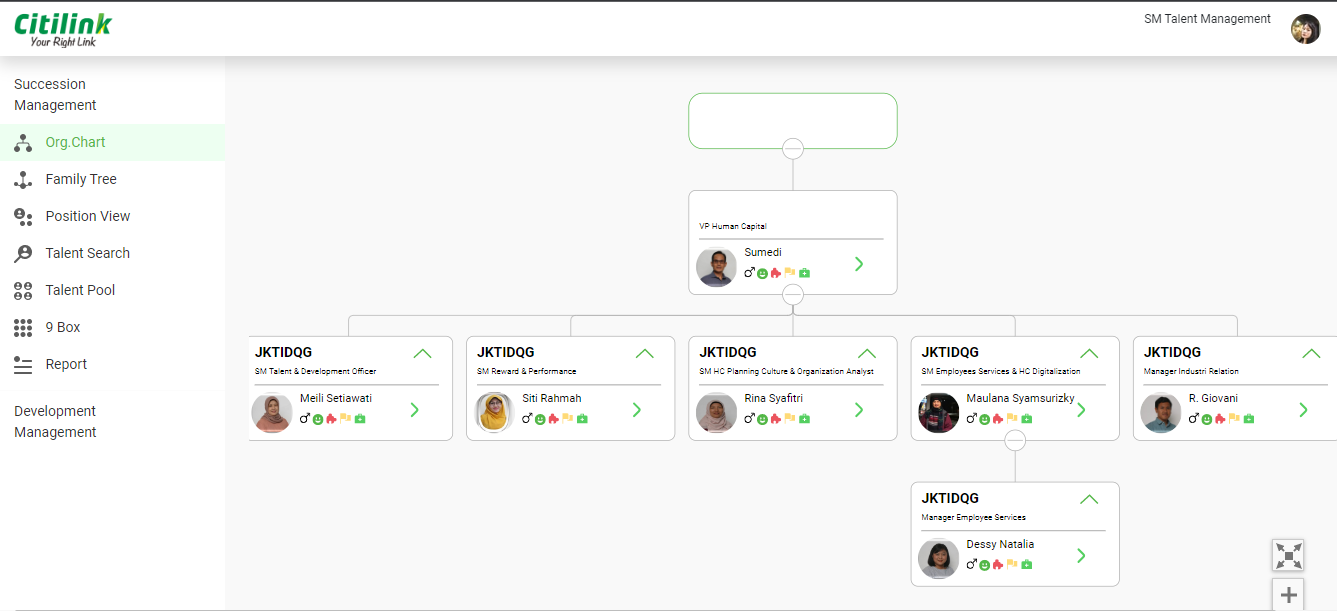 Citilink
Your Right Link
SM Talent Management
Succession
Management
Org.Chart
Family Tree
Position View
Talent Search
Talent Pool
9 Box
Report
Development
Management
VP Human Capital
Sumedi
JKTIDQG
SM Talent & Development Officer
Meili Setiawati
JKTIDQG
SM Reward & Performance
Siti Rahmah
JKTIDQG
SM HC Planning Culture & Organization Analyst
Rina Syafitri
JKTIDQG
SM Employees Services & HC Digitalization
Maulana Syamsurizky
JKTIDQG
Manager Industri Relation
R. Giovani
JKTIDQG
Manager Employee Services
Dessy Natalia